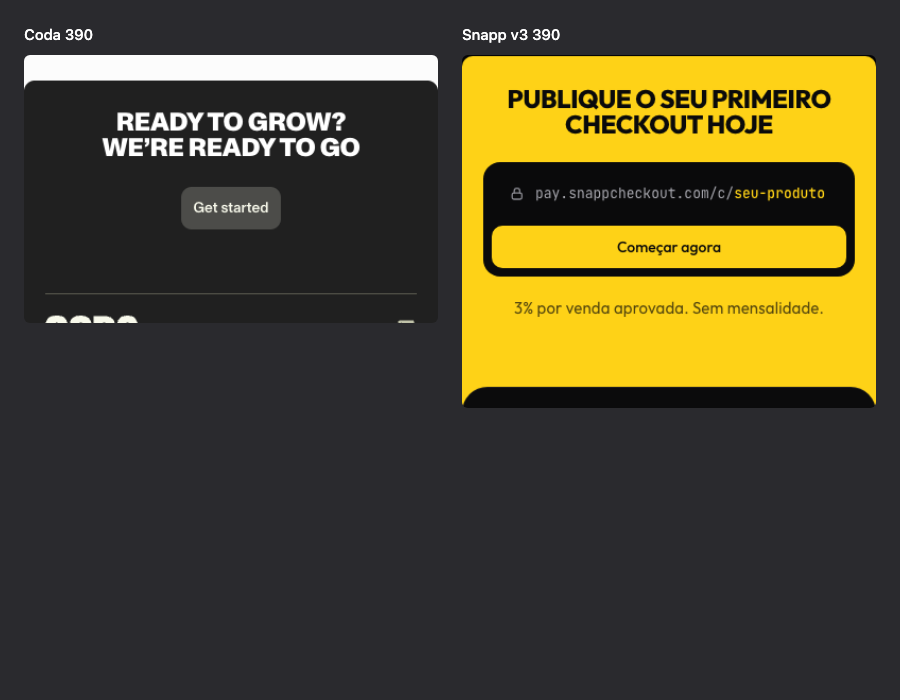 Coda 390
READY TO GROW?
WE’RE READY TO GO
Get started
Snapp v3 390
PUBLIQUE O SEU PRIMEIRO
CHECKOUT HOJE
pay.snappcheckout.com/c/seu-produto
Começar agora
3% por venda aprovada. Sem mensalidade.